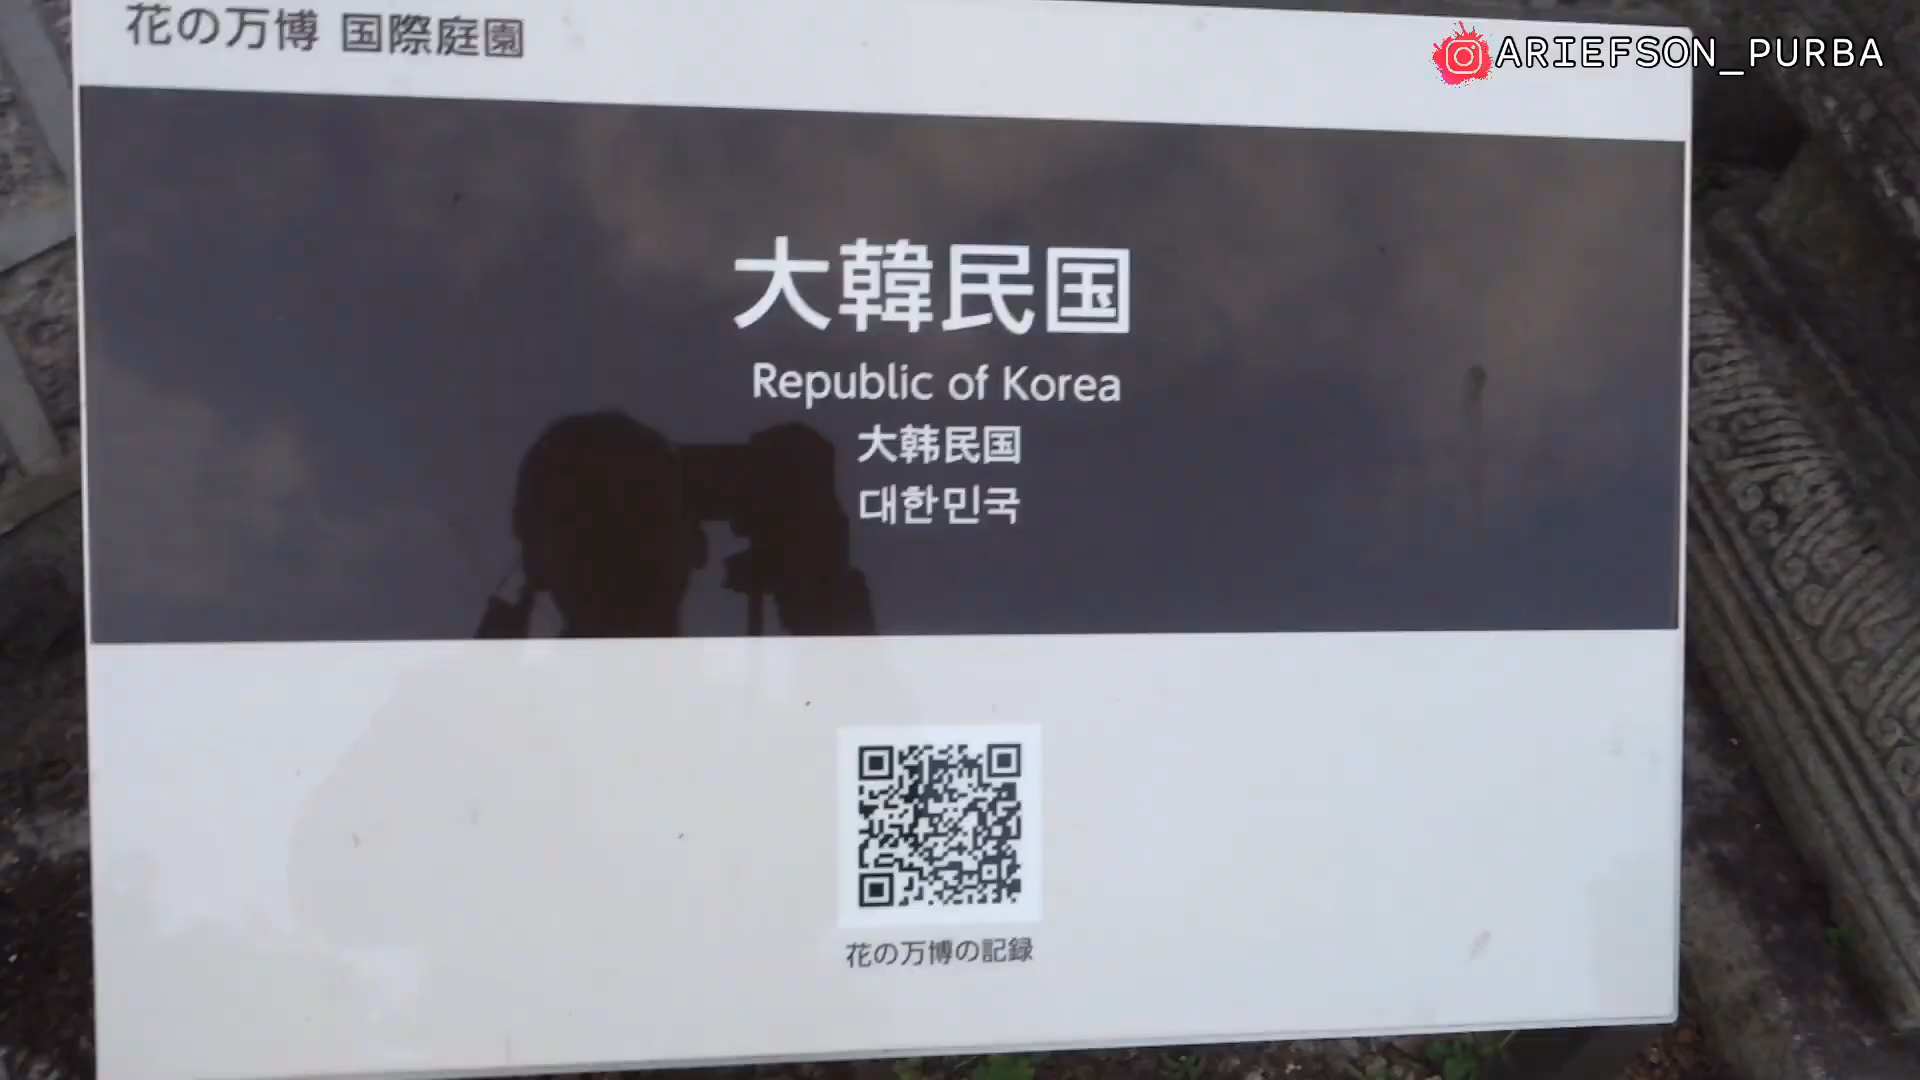 花の万博 国際庭園
ARIEFSON_PURBA
大韓民国
Republic of Korea
大韩民国
대한민국
花の万博の記録